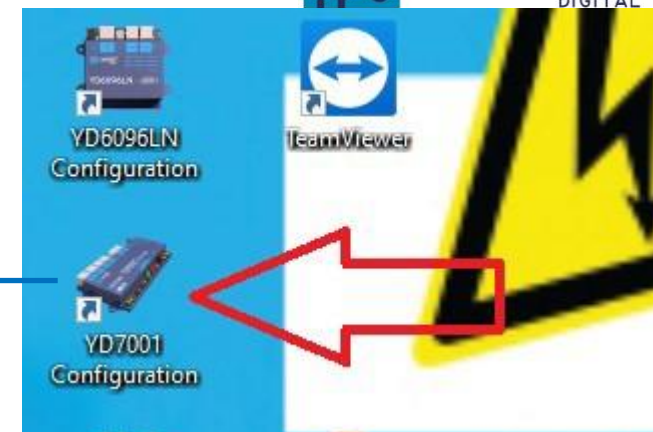 DIGITAL
YD6096LN
Configuration
TeamViewer
YD7001
Configuration